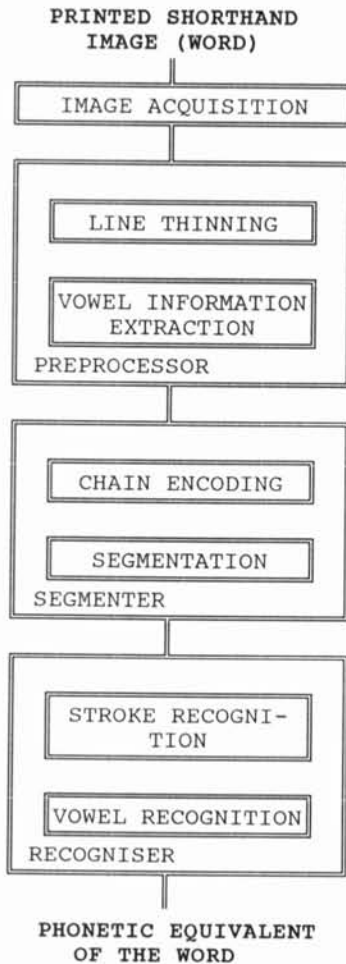 PRINTED SHORTHAND
IMAGE (WORD)
IMAGE ACQUISITION
LINE THINNING
VOWEL INFORMATION
EXTRACTION
PREPROCESSOR
CHAIN ENCODING
SEGMENTATION
SEGMENTER
STROKE RECOGNI-
TION
VOWEL RECOGNITION
RECOGNISER
PHONETIC EQUIVALENT
OF THE WORD